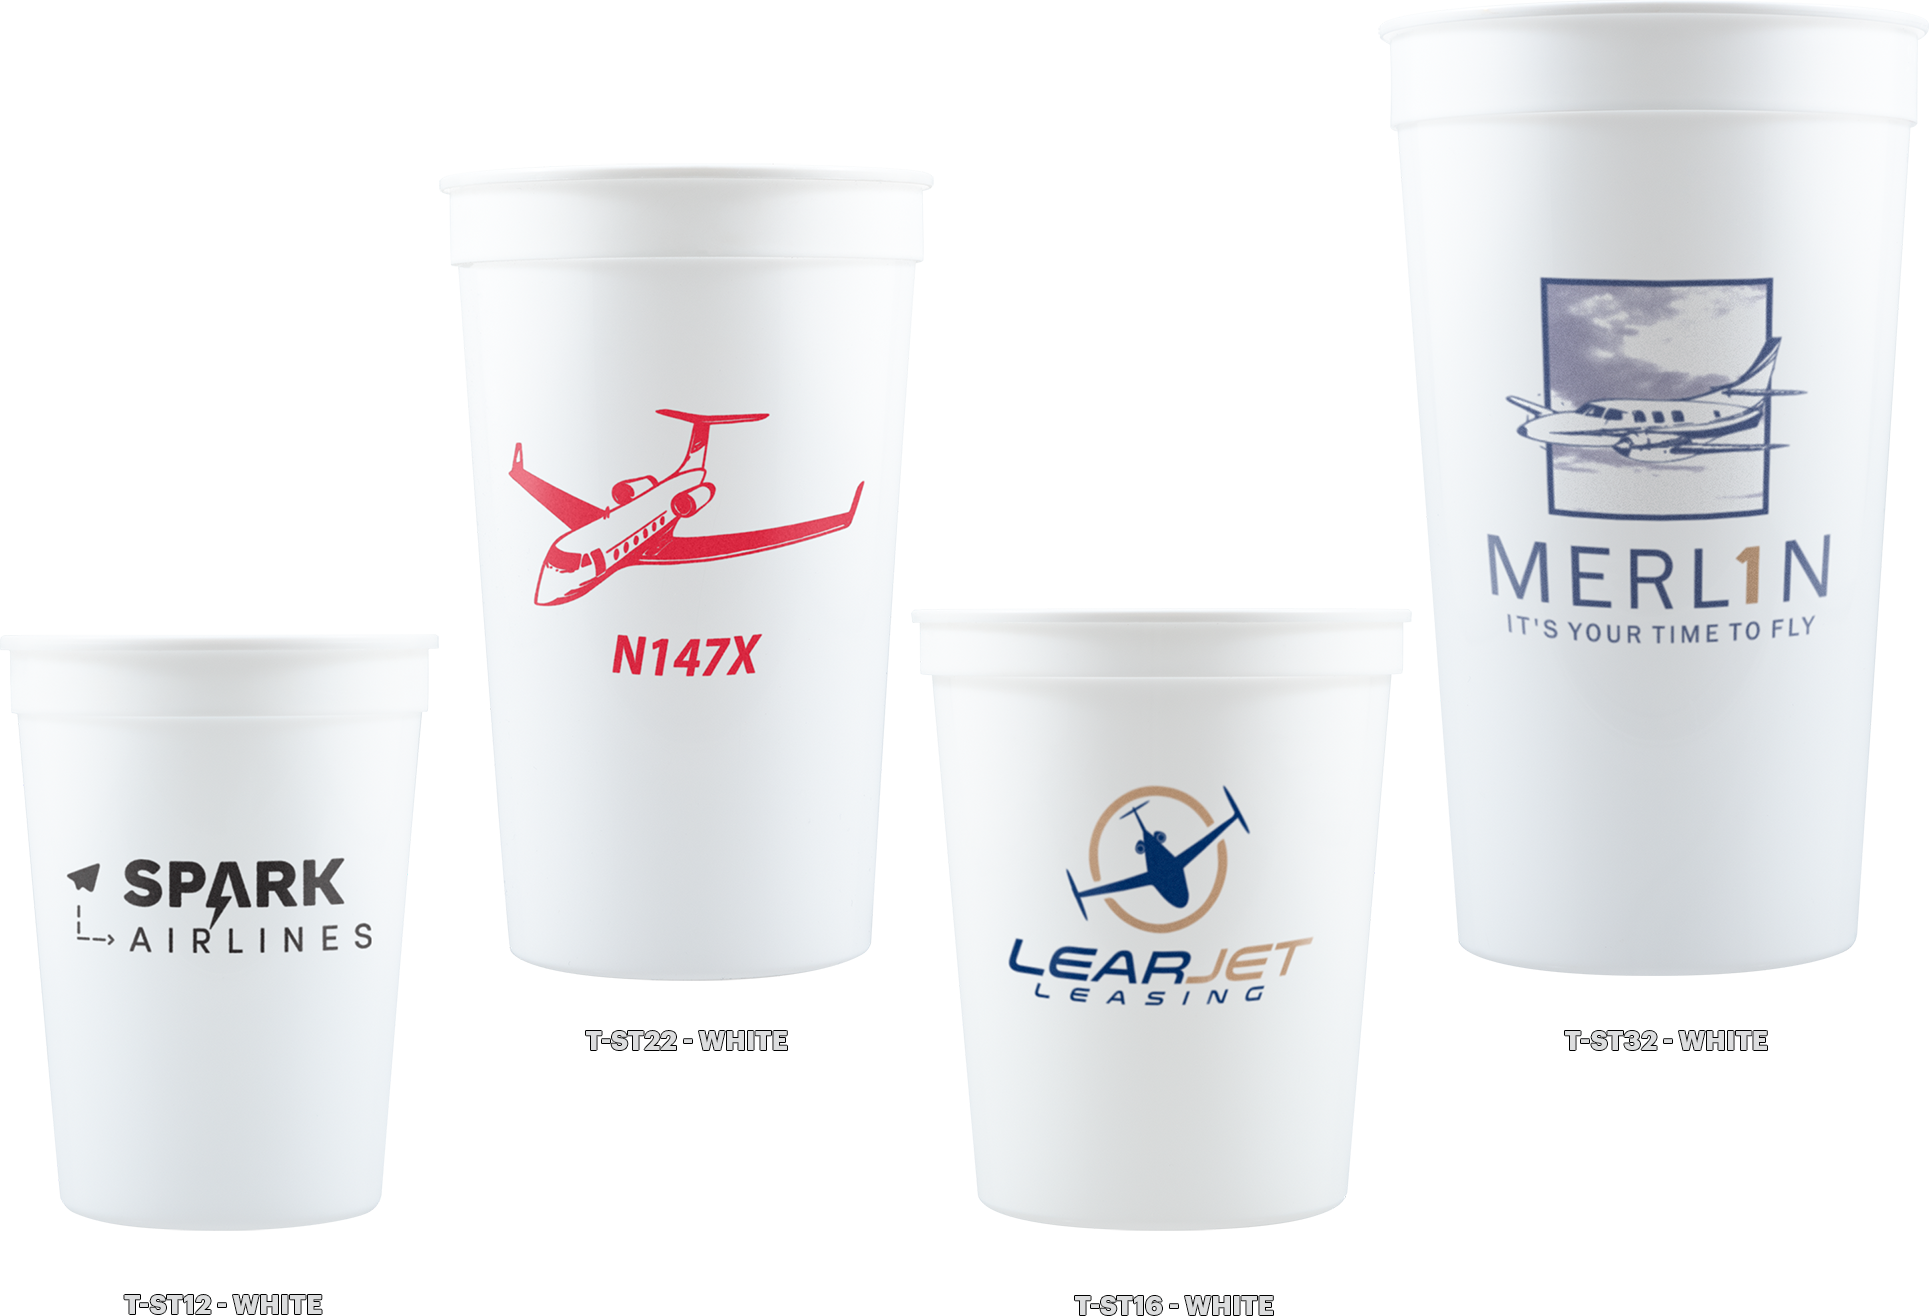 SPARK
AIRLINES
T-ST12 - WHITE
N147X
T-ST22 - WHITE
LEARJET
LEASING
T-ST16 - WHITE
MERL1N
IT'S YOUR TIME TO FLY
T-ST32 - WHITE